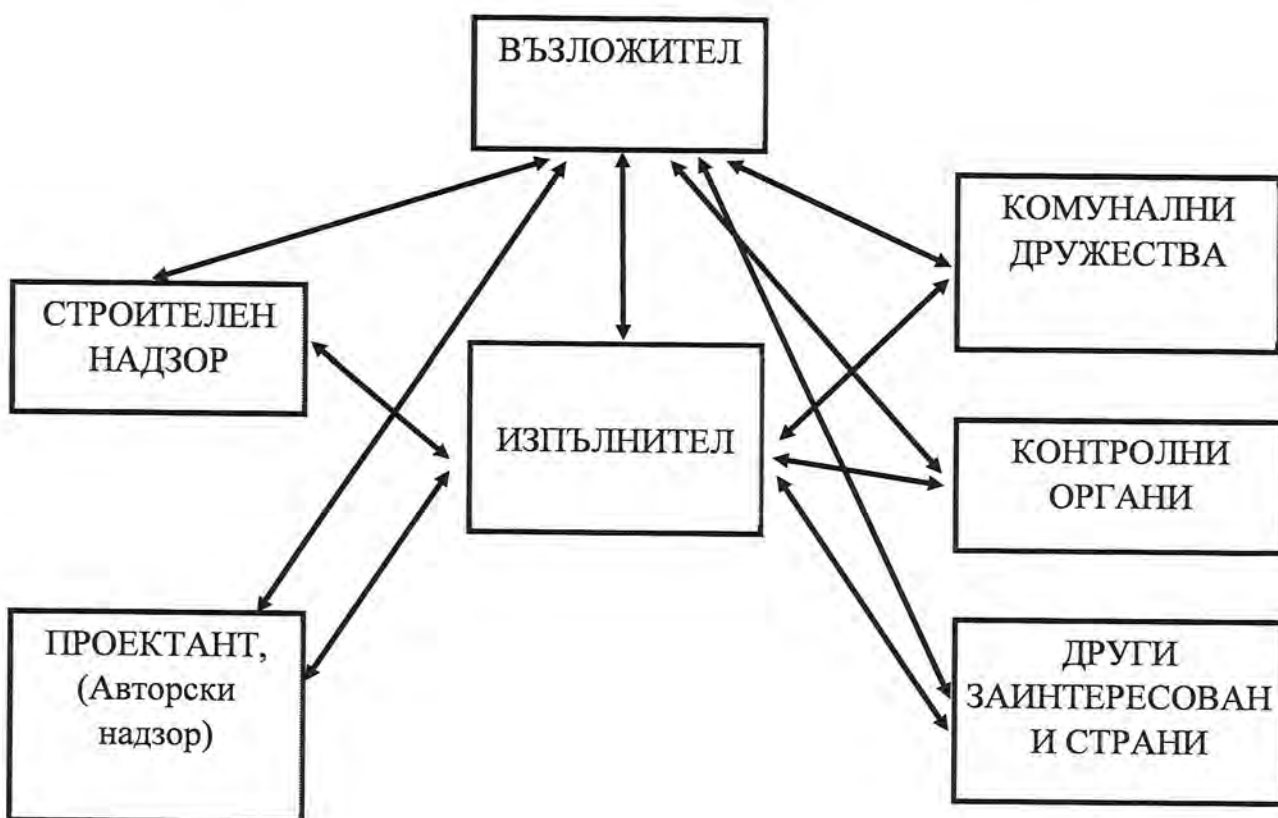 ВЪЗЛОЖИТЕЛ
КОМУНАЛНИ
ДРУЖЕСТВА
СТРОИТЕЛЕН
НАДЗОР
ИЗПЪЛНИТЕЛ
КОНТРОЛНИ
ОРГАНИ
ПРОЕКТАНТ,
(Авторски
надзор)
ДРУГИ
ЗАИНТЕРЕСОВАН
И СТРАНИ